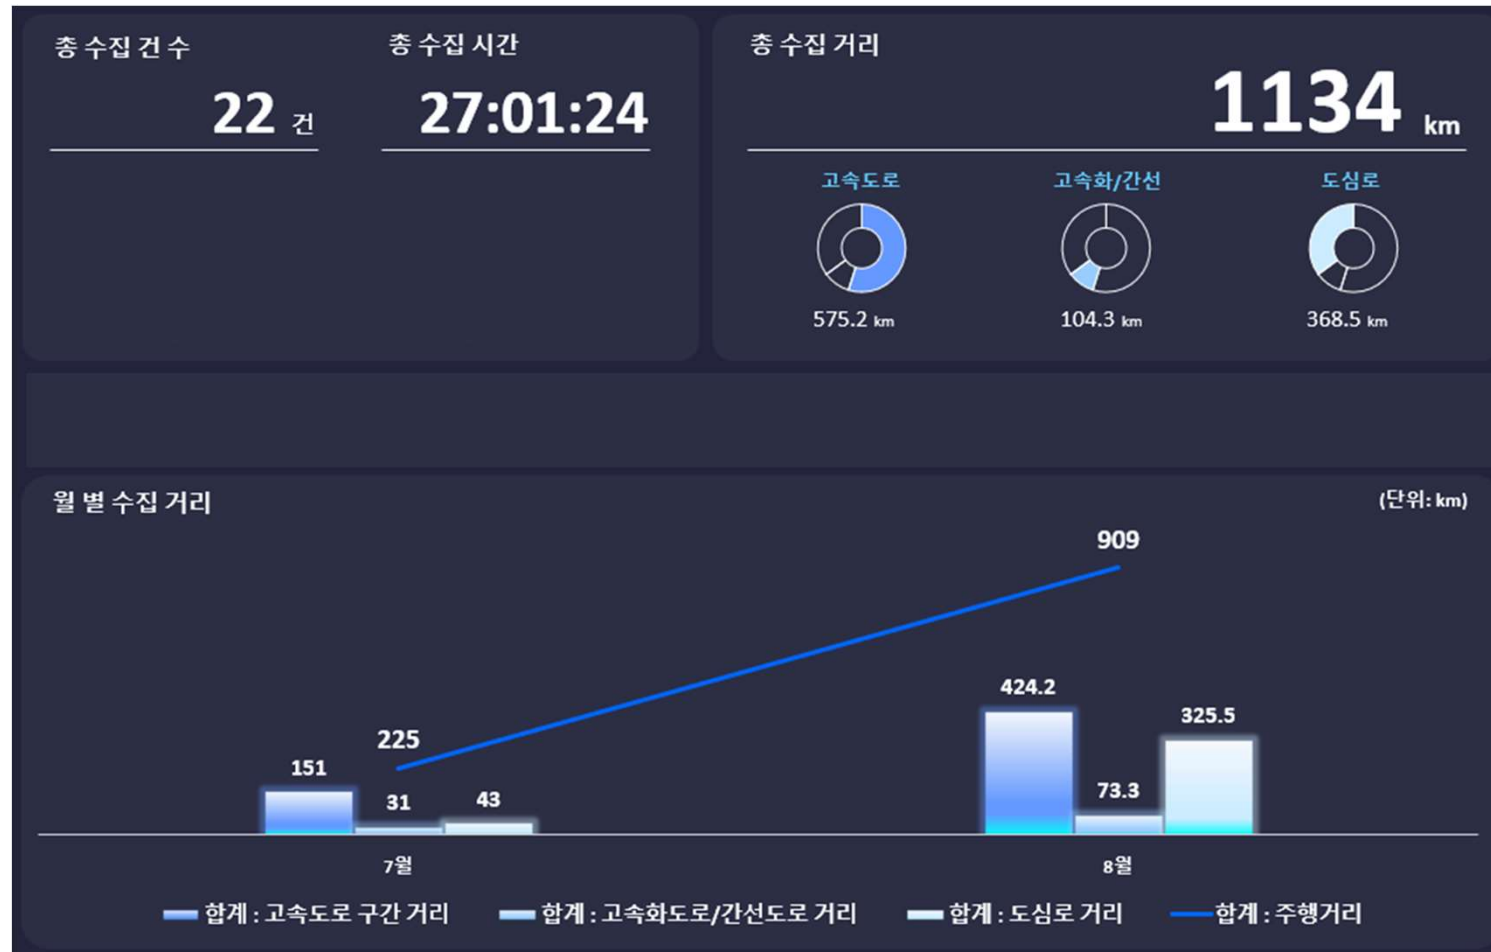 총 수집 건 수
22 건
총 수집 시간
27:01:24
총 수집 거리
1134 km
고속도로
575.2 km
고속화/간선
104.3 km
도심로
368.5 km
월 별 수집 거리
(단위: km)
225
151
31
43
7월
909
424.2
73.3
325.5
8월
합계 : 고속도로 구간 거리
합계 : 고속화도로/간선도로 거리
합계 : 도심로 거리
합계 : 주행거리